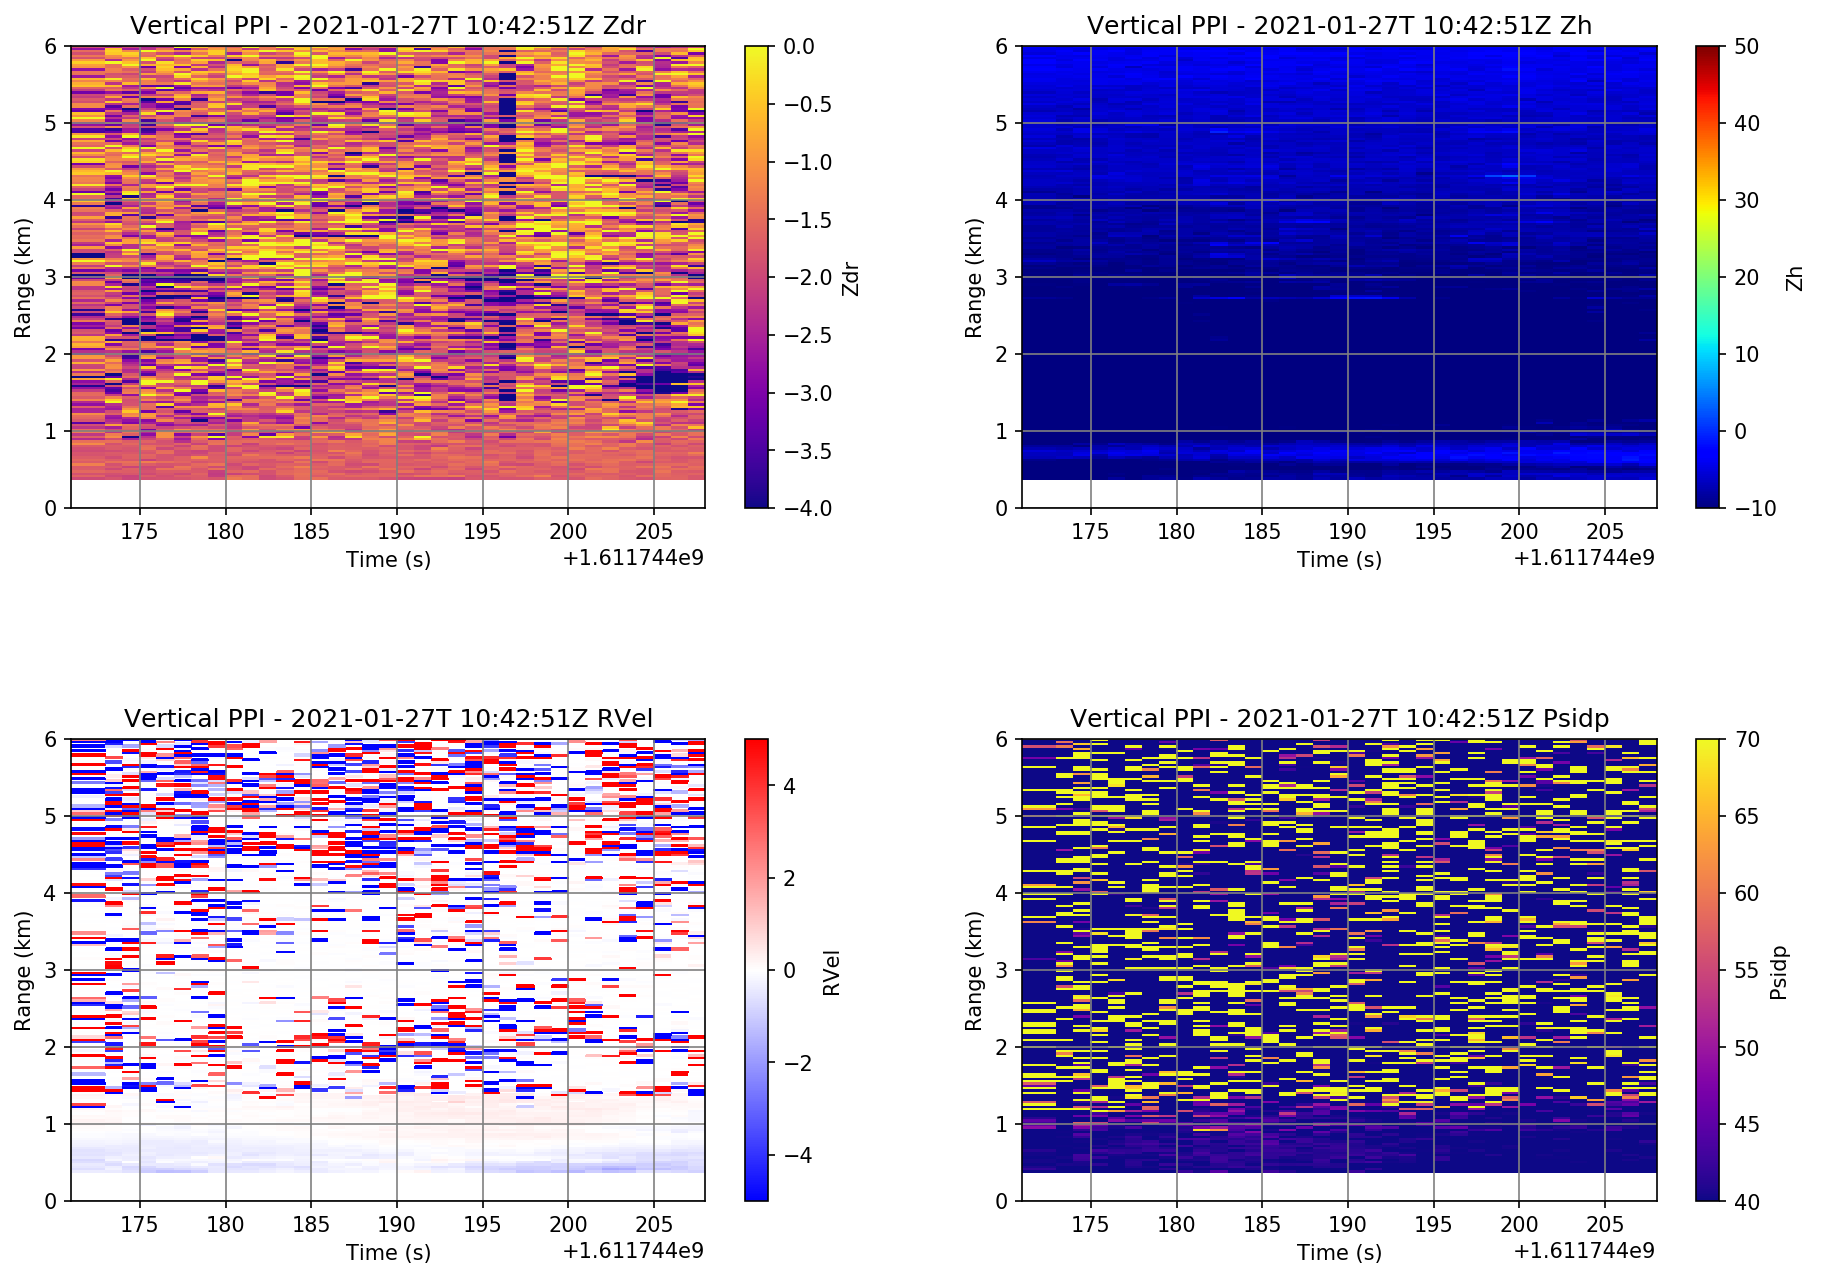 Vertical PPI - 2021-01-27T 10:42:51Z Zdr
6
5
4
3
2
1
0
Range (km)
175 180 185 190 195 200 205
Time (s)
+1.6111744e9
0.0
−0.5
−1.0
−1.5
−2.0
−2.5
−3.0
−3.5
−4.0
Zdr
Vertical PPI - 2021-01-27T 10:42:51Z Zh
6
5
4
3
2
1
0
Range (km)
175 180 185 190 195 200 205
Time (s)
+1.611744e9
50
40
30
20
10
0
−10
Zh
Vertical PPI - 2021-01-27T 10:42:51Z RVel
6
5
4
3
2
1
0
Range (km)
175 180 185 190 195 200 205
Time (s)
+1.611744e9
4
2
0
−2
−4
RVel
Vertical PPI - 2021-01-27T 10:42:51Z Psidp
6
5
4
3
2
1
0
Range (km)
175 180 185 190 195 200 205
Time (s)
+1.611744e9
70
65
60
55
50
45
40
Psidp